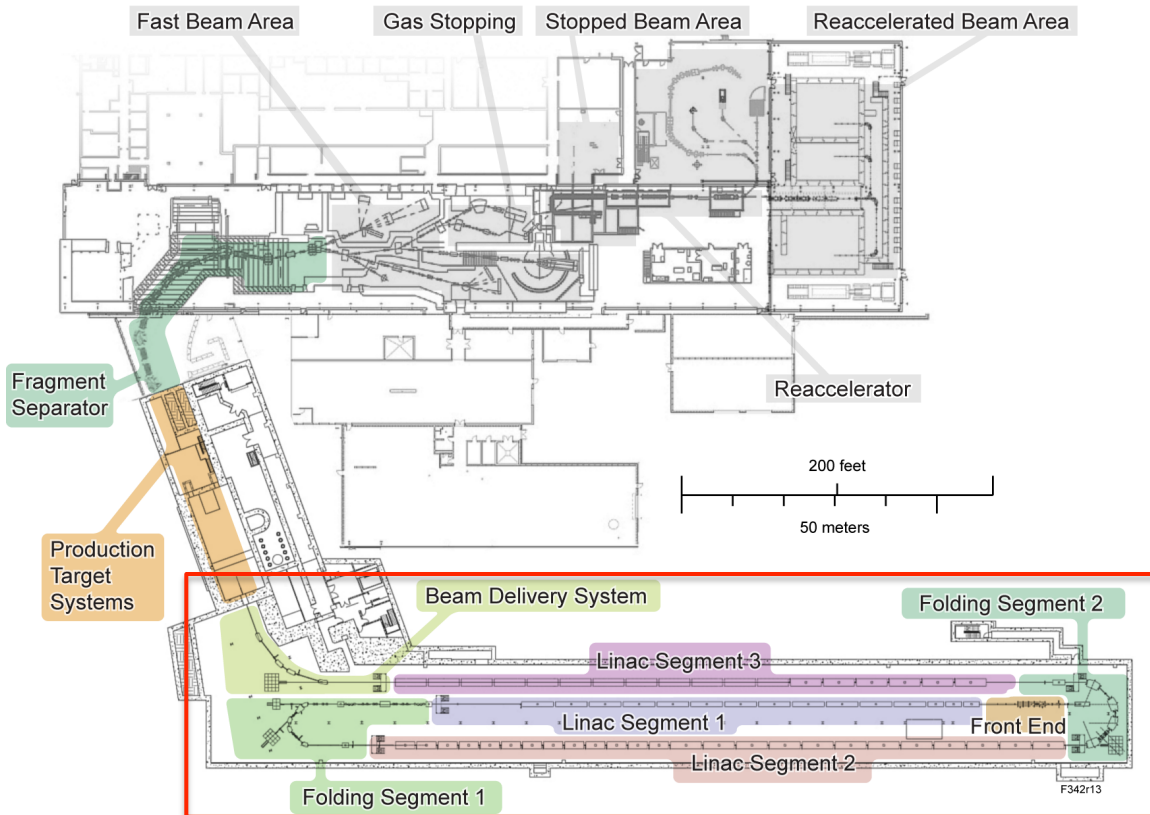 Fast Beam Area
Gas Stopping
Stopped Beam Area
Reaccelerated Beam Area
Fragment
Separator
Reaccelerator
200 feet
50 meters
Production
Target
Systems
Beam Delivery System
Folding Segment 2
Linac Segment 3
Linac Segment 1
Front End
Linac Segment 2
Folding Segment 1
F342r13